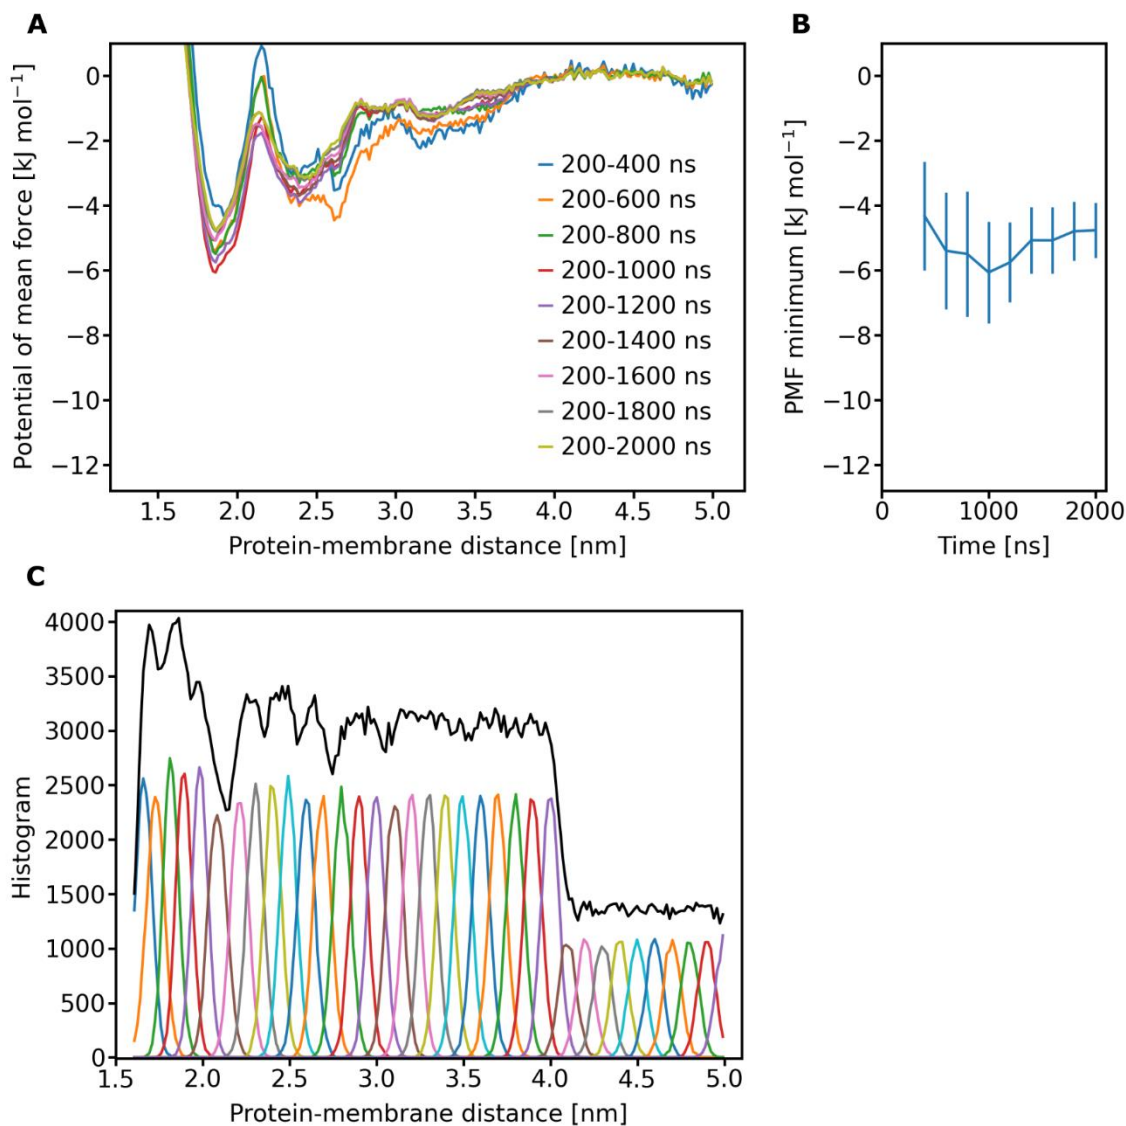 A
B
Potential of mean force [kJ mol⁻¹]
0
−2
−4
−6
−8
−10
−12
200-400 ns
200-600 ns
200-800 ns
200-1000 ns
200-1200 ns
200-1400 ns
200-1600 ns
200-1800 ns
200-2000 ns
1.5 2.0 2.5 3.0 3.5 4.0 4.5 5.0
Protein-membrane distance [nm]
PMF minimum [kJ mol⁻¹]
0
−2
−4
−6
−8
−10
−12
0 1000 2000
Time [ns]
C
Histogram
4000
3500
3000
2500
2000
1500
1000
500
0
1.5 2.0 2.5 3.0 3.5 4.0 4.5 5.0
Protein-membrane distance [nm]